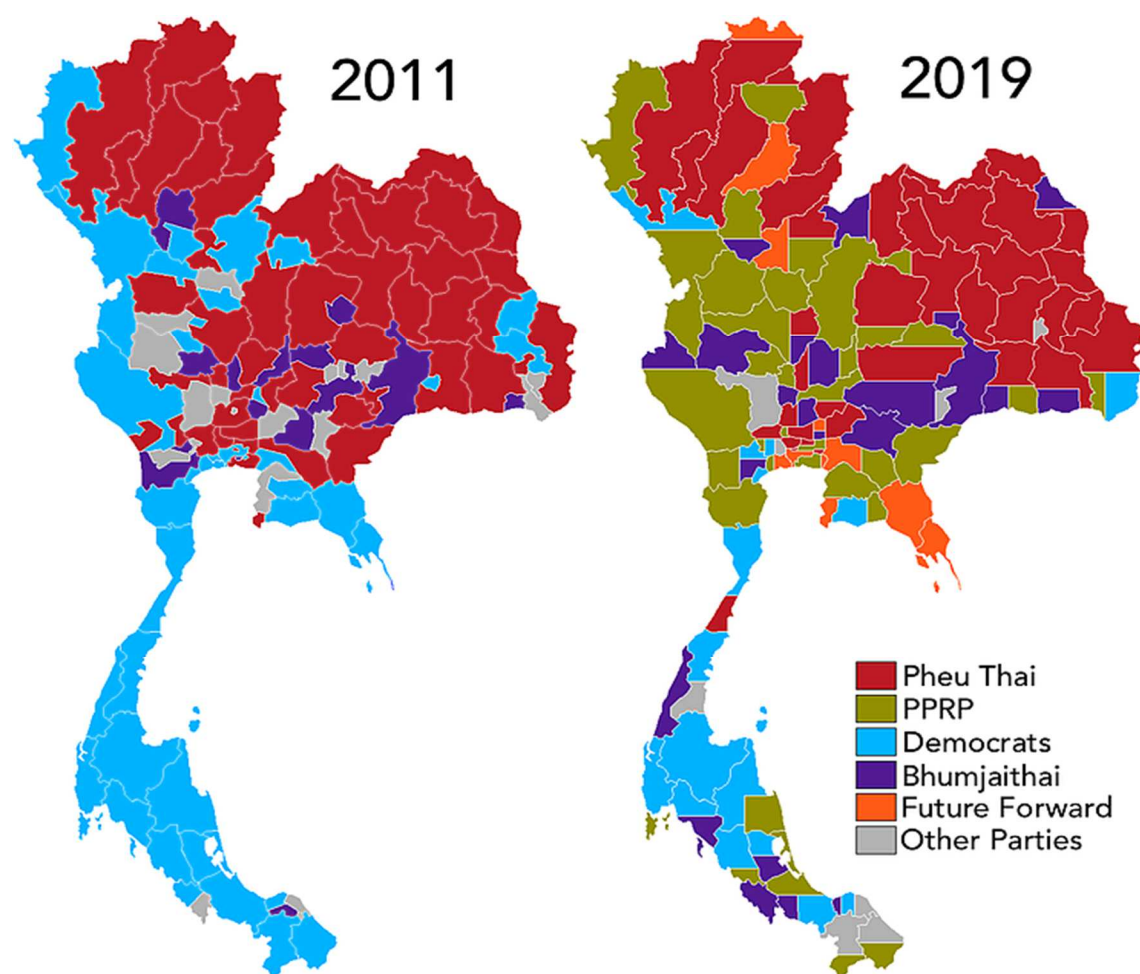 2011
2019
Pheu Thai
PPRP
Democrats
Bhumjaithai
Future Forward
Other Parties